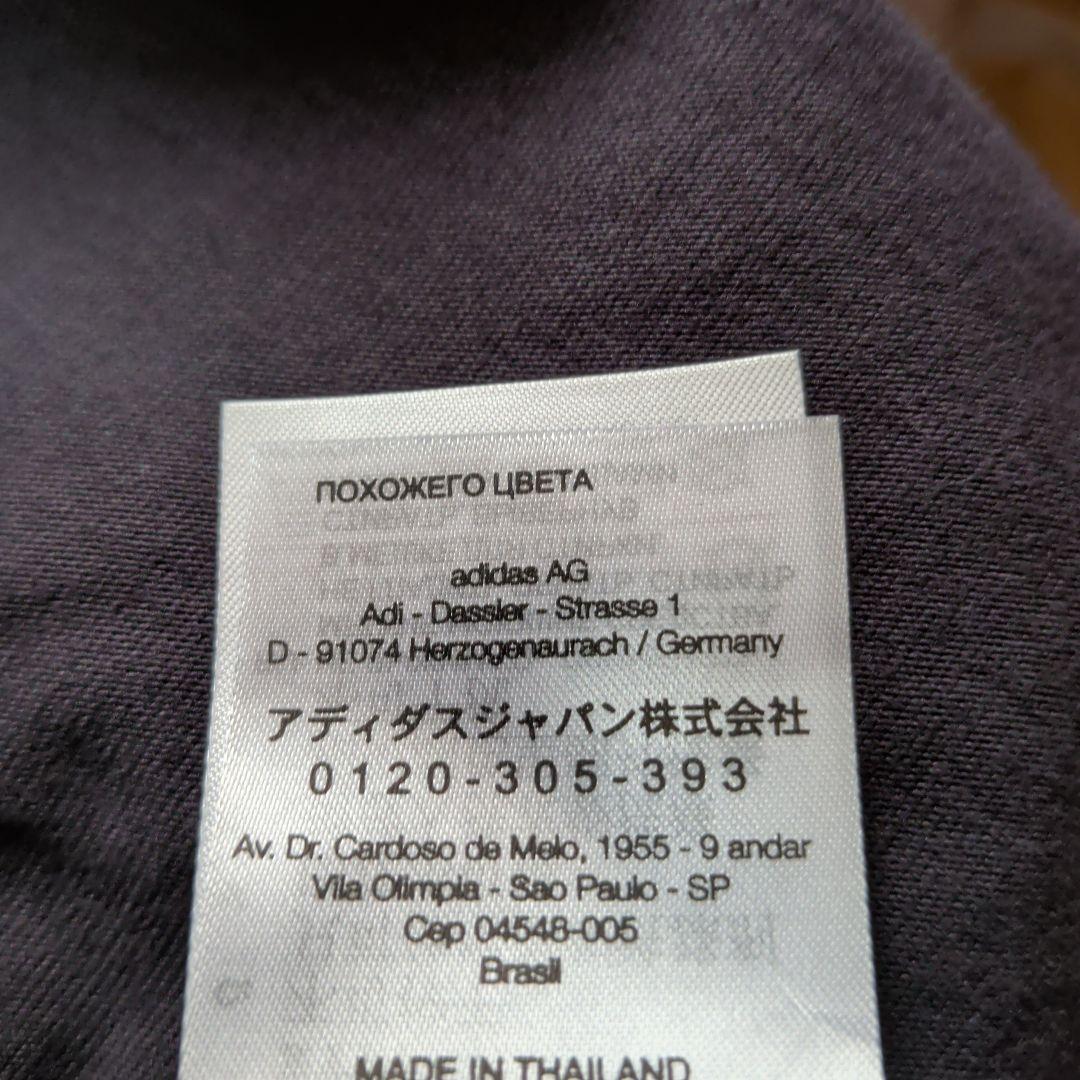 ПОХОЖЕГО ЦВЕТА
adidas AG
Adi - Dassler - Strasse 1
D - 91074 Herzogenaurach / Germany
アディダスジャパン株式会社
0120-305-393
Av. Dr. Cardoso de Melo, 1955 - 9 andar
Vila Olimpia - Sao Paulo - SP
Cep 04548-005
Brasil
MADE IN THAILAND